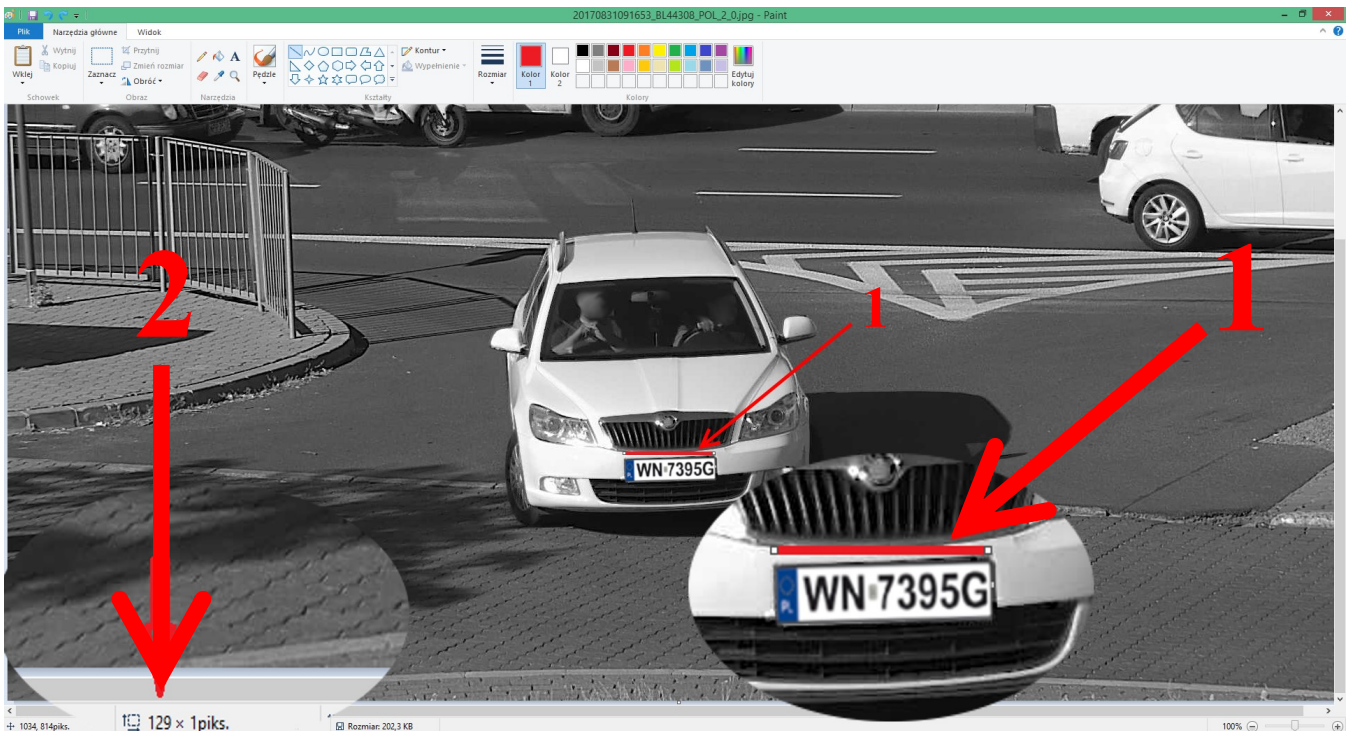 20170831091653_BL44308_POL_2_0.jpg - Paint
Plik Narzędzia główne Widok
Wklej
Wytnij
Kopiuj
Schowek
Zaznacz
Przytnij
Zmień rozmiar
Obróć
Obraz
A
Narzędzia
Pędzle
Kontur
Wypełnienie
Kształty
Rozmiar
Kolor 1
Kolor 2
Edytuj kolory
Kolory
2
1
1
WN 7395G
PL
WN 7395G
1034, 814piks.
129 × 1piks.
Rozmiar: 202,3 KB
100%